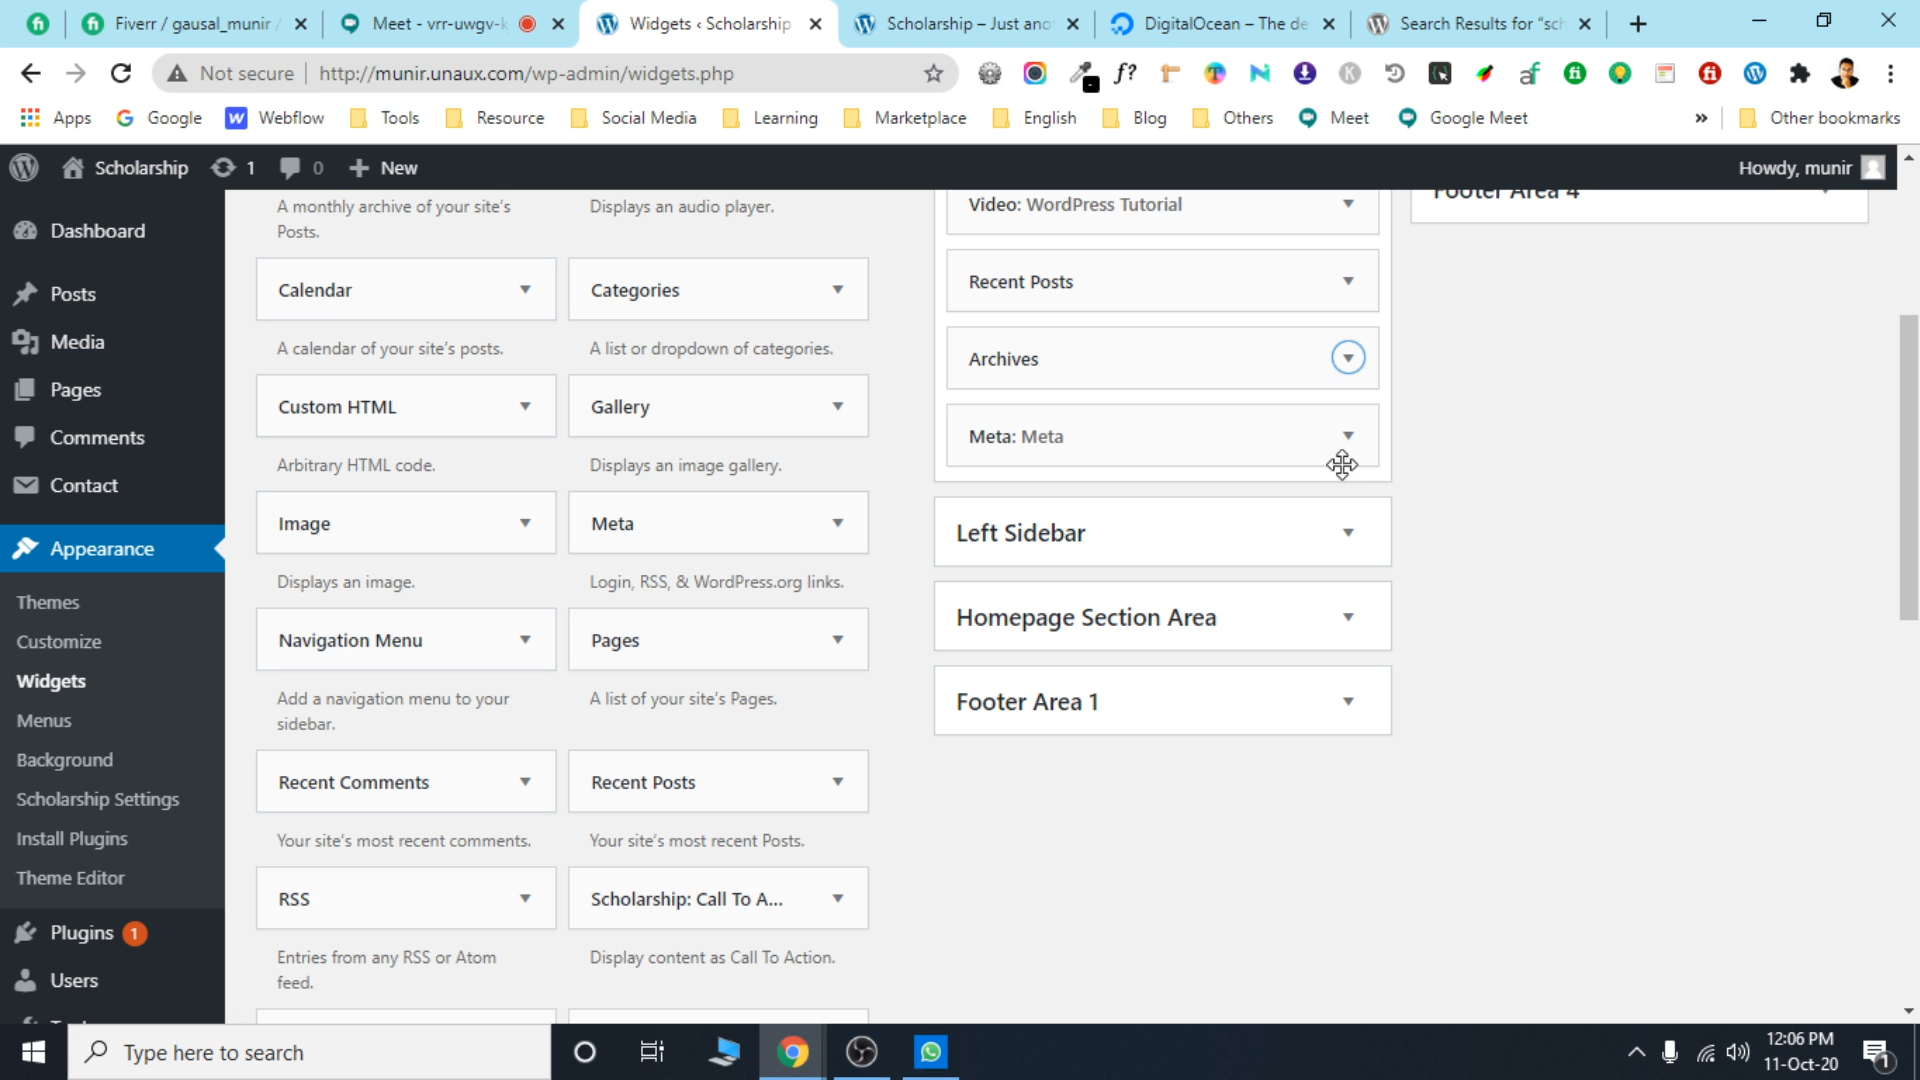 Fiverr / gausal_munir /
Meet - vrr-uwgv-k
Widgets ‹ Scholarship
Scholarship – Just ano
DigitalOcean – The de
Search Results for "sch
Not secure
http://munir.unaux.com/wp-admin/widgets.php
f?
Apps
Google
Webflow
Tools
Resource
Social Media
Learning
Marketplace
English
Blog
Others
Meet
Google Meet
»
Other bookmarks
Scholarship
1
0
New
Howdy, munir
Dashboard
Posts
Media
Pages
Comments
Contact
Appearance
Themes
Customize
Widgets
Menus
Background
Scholarship Settings
Install Plugins
Theme Editor
Plugins 1
Users
A monthly archive of your site's
Posts.
Displays an audio player.
Calendar
Categories
A calendar of your site's posts.
A list or dropdown of categories.
Custom HTML
Gallery
Arbitrary HTML code.
Displays an image gallery.
Image
Meta
Displays an image.
Login, RSS, & WordPress.org links.
Navigation Menu
Pages
Add a navigation menu to your
sidebar.
A list of your site's Pages.
Recent Comments
Recent Posts
Your site's most recent comments.
Your site's most recent Posts.
RSS
Scholarship: Call To A...
Entries from any RSS or Atom
feed.
Display content as Call To Action.
Video: WordPress Tutorial
Recent Posts
Archives
Meta: Meta
Left Sidebar
Homepage Section Area
Footer Area 1
Footer Area 4
Type here to search
12:06 PM
11-Oct-20
1